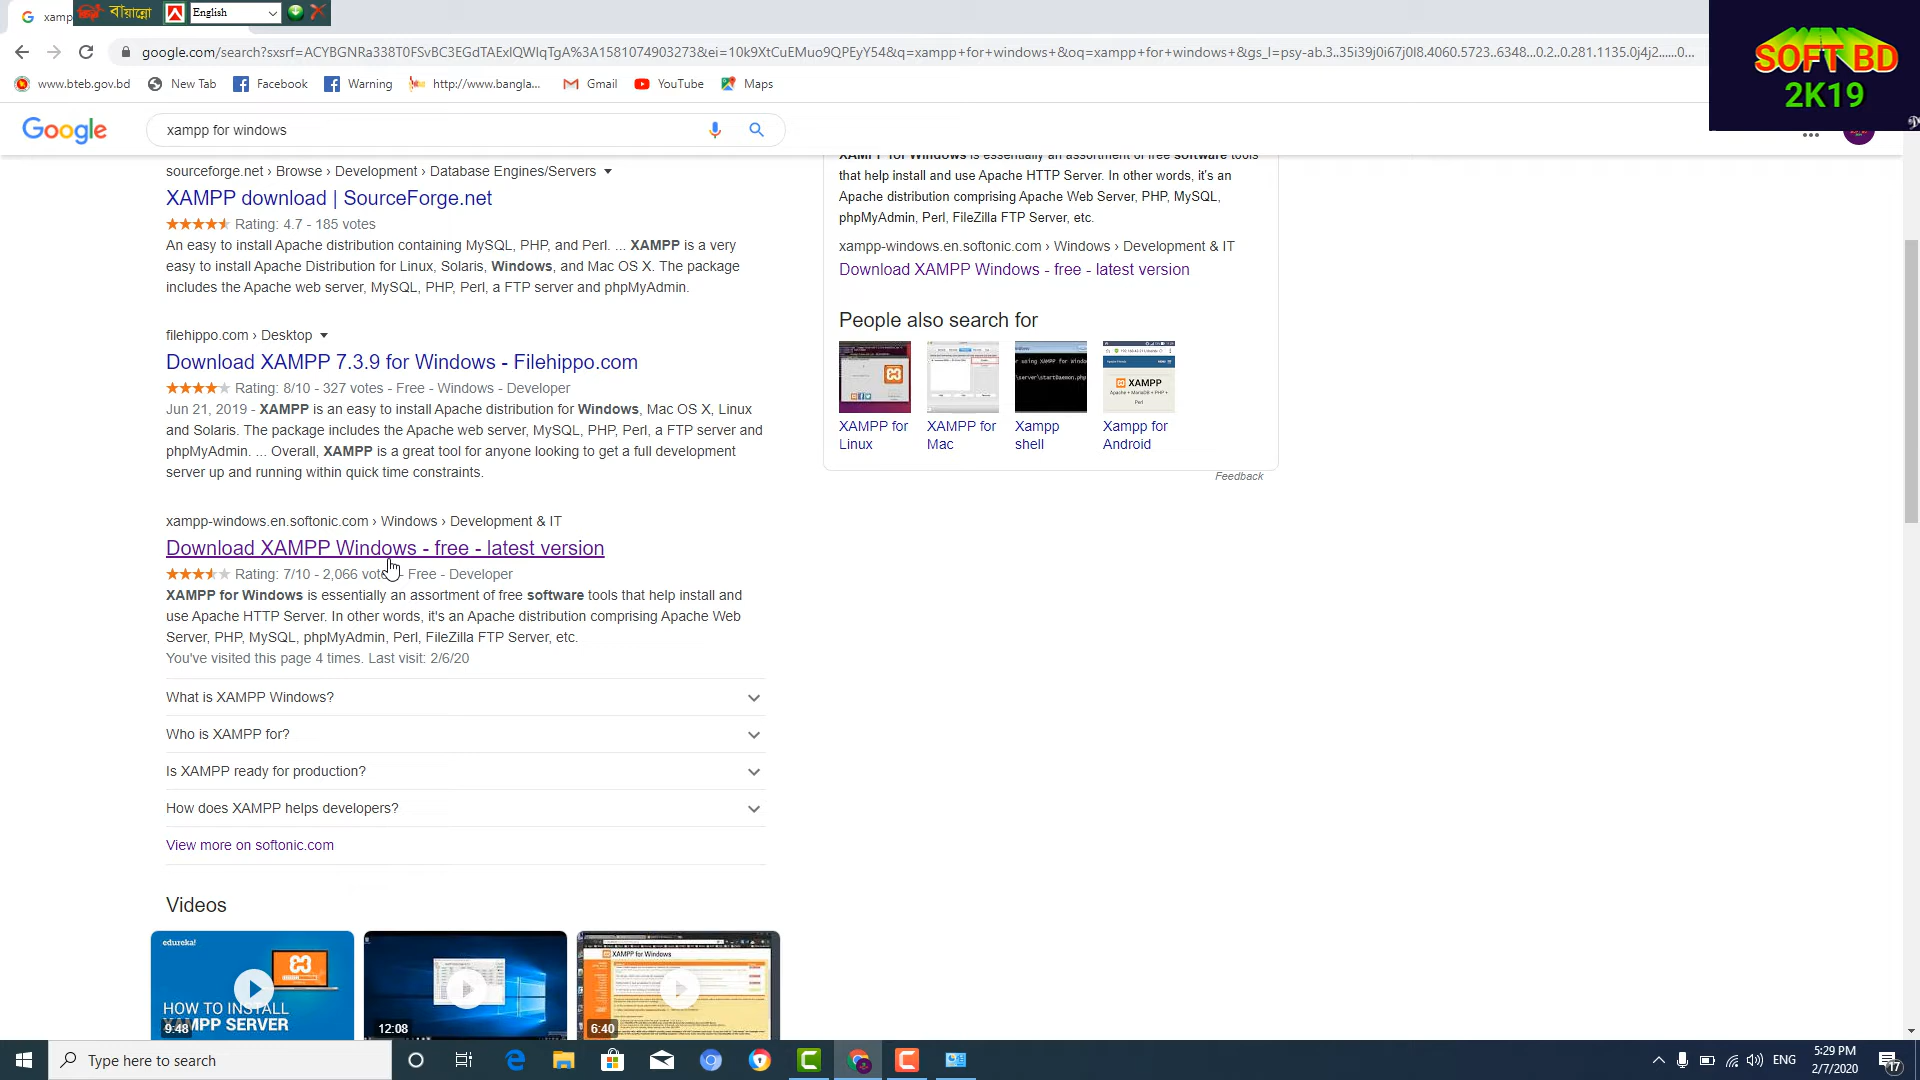 xamp
বাঁয়ান্নো
English
google.com/search?sxsrf=ACYBGNRa338T0FSvBC3EGdTAExIQWIqTgA%3A1581074903273&ei=10k9XtCuEMuo9QPEyY54&q=xampp+for+windows+&oq=xampp+for+windows+&gs_l=psy-ab.3..35i39j0i67j0l8.4060.5723..6348...0.2..0.281.1135.0j4j2......0...
SOFT BD
2K19
www.bteb.gov.bd
New Tab
Facebook
Warning
http://www.bangla...
Gmail
YouTube
Maps
Google
xampp for windows
sourceforge.net › Browse › Development › Database Engines/Servers
XAMPP download | SourceForge.net
Rating: 4.7 - 185 votes
An easy to install Apache distribution containing MySQL, PHP, and Perl. ... XAMPP is a very
easy to install Apache Distribution for Linux, Solaris, Windows, and Mac OS X. The package
includes the Apache web server, MySQL, PHP, Perl, a FTP server and phpMyAdmin.
filehippo.com › Desktop
Download XAMPP 7.3.9 for Windows - Filehippo.com
Rating: 8/10 - 327 votes - Free - Windows - Developer
Jun 21, 2019 - XAMPP is an easy to install Apache distribution for Windows, Mac OS X, Linux
and Solaris. The package includes the Apache web server, MySQL, PHP, Perl, a FTP server and
phpMyAdmin. ... Overall, XAMPP is a great tool for anyone looking to get a full development
server up and running within quick time constraints.
xampp-windows.en.softonic.com › Windows › Development & IT
Download XAMPP Windows - free - latest version
Rating: 7/10 - 2,066 votes - Free - Developer
XAMPP for Windows is essentially an assortment of free software tools that help install and
use Apache HTTP Server. In other words, it's an Apache distribution comprising Apache Web
Server, PHP, MySQL, phpMyAdmin, Perl, FileZilla FTP Server, etc.
You've visited this page 4 times. Last visit: 2/6/20
What is XAMPP Windows?
Who is XAMPP for?
Is XAMPP ready for production?
How does XAMPP helps developers?
View more on softonic.com
Videos
edureka!
HOW TO INSTALL
XAMPP SERVER
9:48
12:08
XAMPP for Windows
6:40
XAMPP for Windows is essentially an assortment of free software tools
that help install and use Apache HTTP Server. In other words, it's an
Apache distribution comprising Apache Web Server, PHP, MySQL,
phpMyAdmin, Perl, FileZilla FTP Server, etc.
xampp-windows.en.softonic.com › Windows › Development & IT
Download XAMPP Windows - free - latest version
People also search for
XAMPP
Apache + MariaDB + PHP +
Perl
XAMPP for
Linux
XAMPP for
Mac
Xampp
shell
Xampp for
Android
Feedback
Type here to search
ENG
5:29 PM
2/7/2020
17